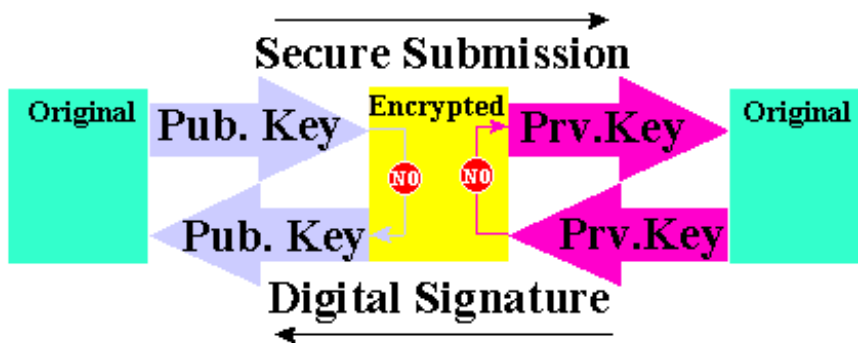 Secure Submission
Original
Pub. Key
Encrypted
Prv.Key
Original
NO
NO
Pub. Key
Prv.Key
Digital Signature